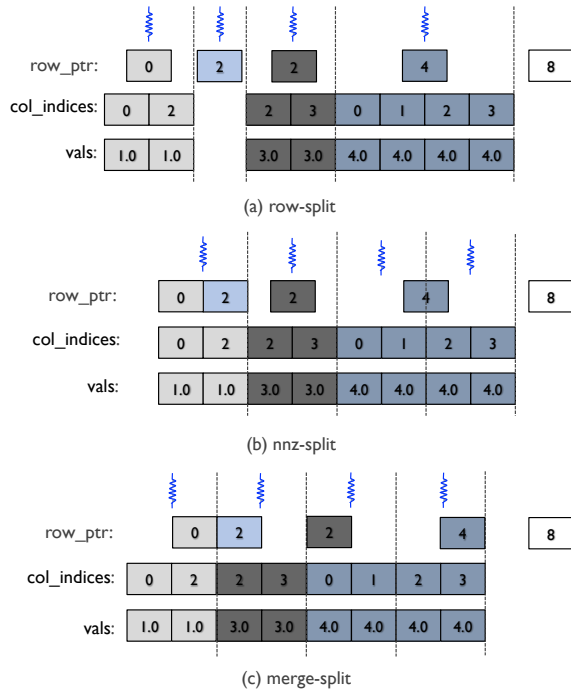 row_ptr: 0 2 2 4 8
col_indices: 0 2 2 3 0 1 2 3
vals: 1.0 1.0 3.0 3.0 4.0 4.0 4.0 4.0
(a) row-split
row_ptr: 0 2 2 4 8
col_indices: 0 2 2 3 0 1 2 3
vals: 1.0 1.0 3.0 3.0 4.0 4.0 4.0 4.0
(b) nnz-split
row_ptr: 0 2 2 4 8
col_indices: 0 2 2 3 0 1 2 3
vals: 1.0 1.0 3.0 3.0 4.0 4.0 4.0 4.0
(c) merge-split